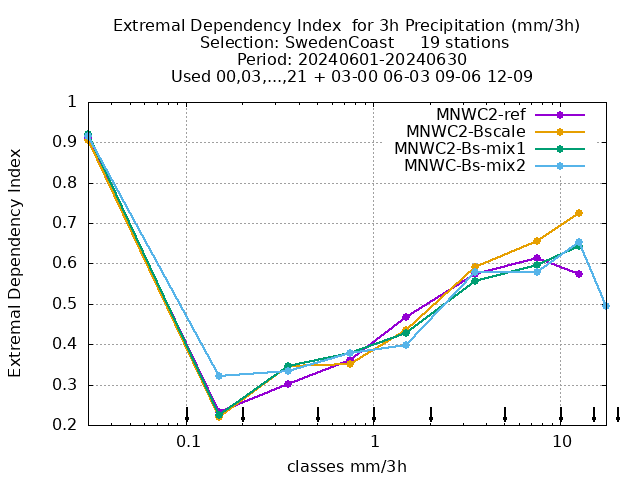 Extremal Dependency Index  for 3h Precipitation (mm/3h)
Selection: SwedenCoast     19 stations
Period: 20240601-20240630
Used 00,03,...,21 + 03-00 06-03 09-06 12-09
MNWC2-ref
MNWC2-Bscale
MNWC2-Bs-mix1
MNWC-Bs-mix2
Extremal Dependency Index
1
0.9
0.8
0.7
0.6
0.5
0.4
0.3
0.2
0.1 1 10
classes mm/3h